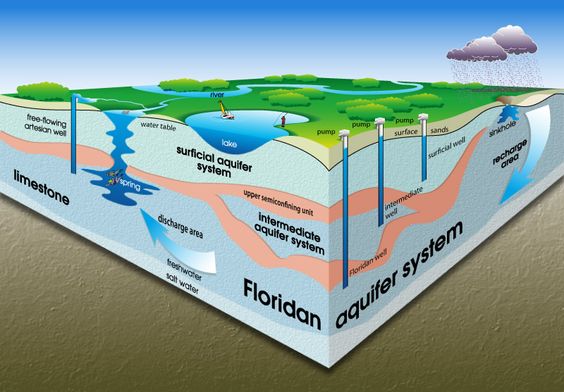 river
free-flowing
artesian well
water table
lake
surficial aquifer
system
pump
pump
pump
surface sands
surficial well
sinkhole
recharge
area
limestone
spring
upper semiconfining unit
intermediate
aquifer system
intermediate
well
discharge area
Floridan well
freshwater
salt water
Floridan
aquifer system